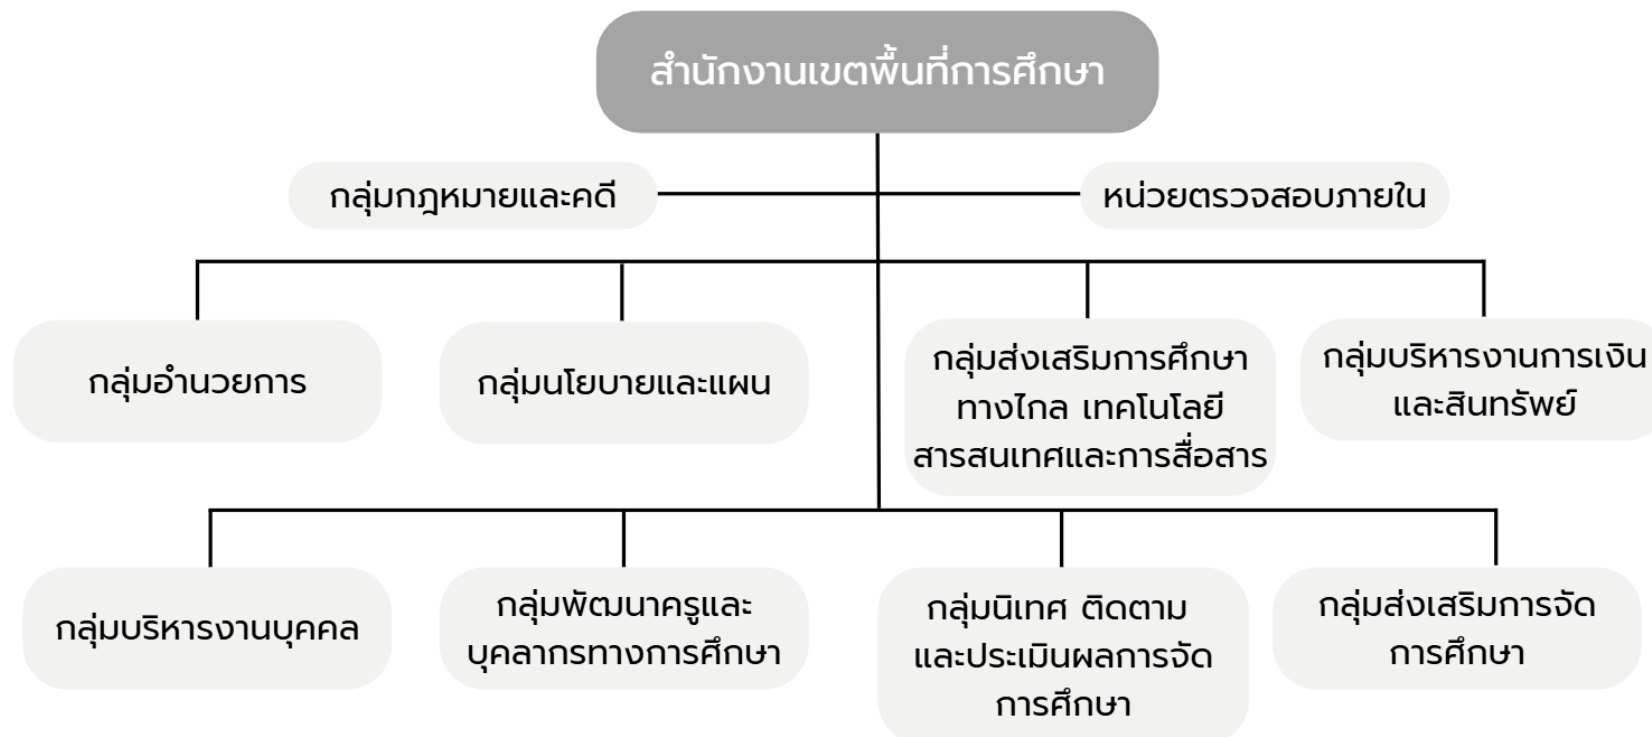 สำนักงานเขตพื้นที่การศึกษา
กลุ่มกฎหมายและคดี
หน่วยตรวจสอบภายใน
กลุ่มอำนวยการ
กลุ่มนโยบายและแผน
กลุ่มส่งเสริมการศึกษา
ทางไกล เทคโนโลยี
สารสนเทศและการสื่อสาร
กลุ่มบริหารงานการเงิน
และสินทรัพย์
กลุ่มบริหารงานบุคคล
กลุ่มพัฒนาครูและ
บุคลากรทางการศึกษา
กลุ่มนิเทศ ติดตาม
และประเมินผลการจัด
การศึกษา
กลุ่มส่งเสริมการจัด
การศึกษา